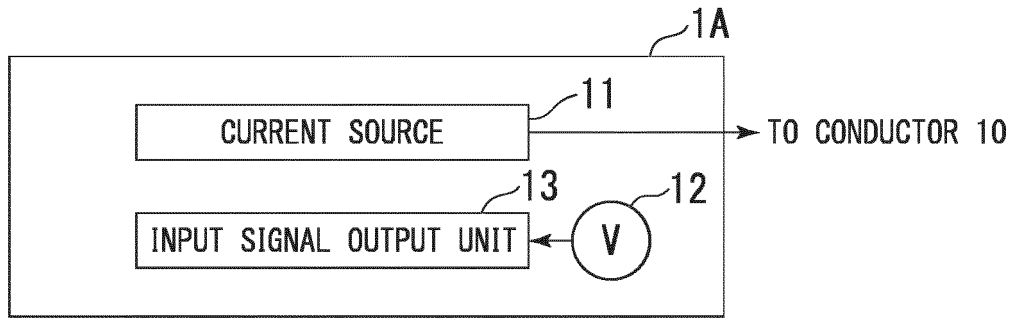 1A
11
CURRENT SOURCE
TO CONDUCTOR 10
13
12
INPUT SIGNAL OUTPUT UNIT
V